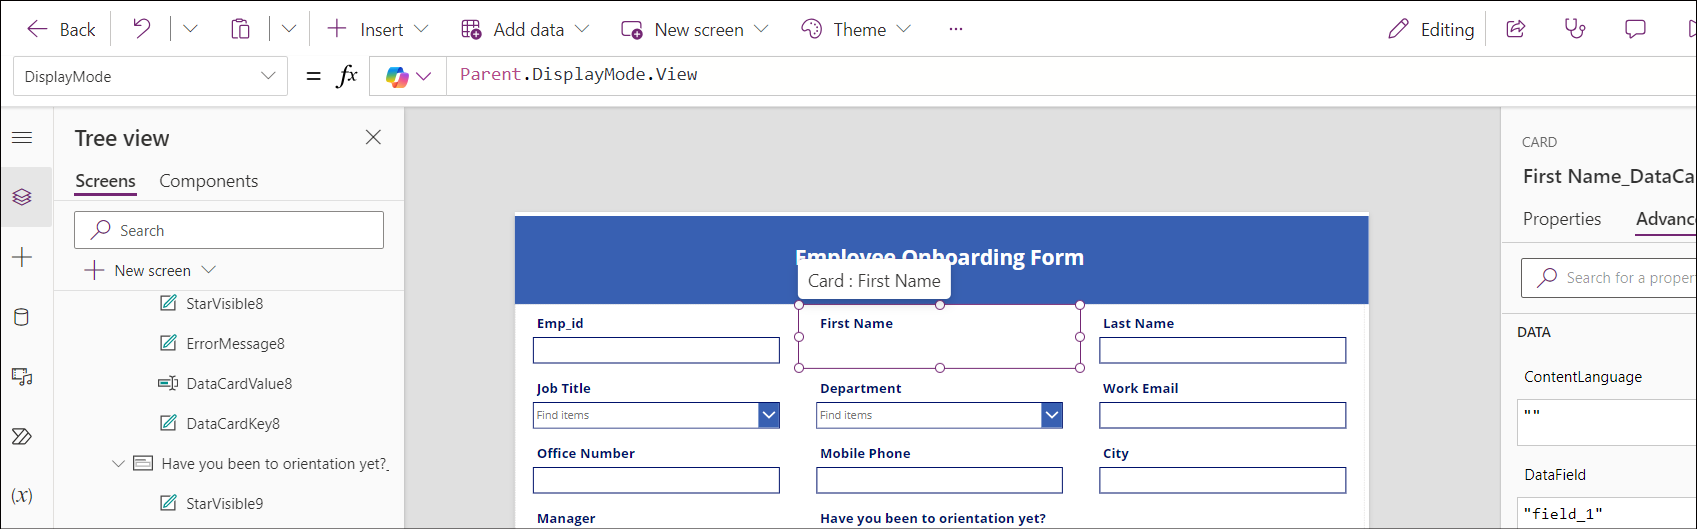 Back
Insert
Add data
New screen
Theme
...
Editing
DisplayMode
= fx
Parent.DisplayMode.View
Tree view
Screens Components
Search
New screen
StarVisible8
ErrorMessage8
DataCardValue8
DataCardKey8
Have you been to orientation yet?_
StarVisible9
(x)
Employee Onboarding Form
Card : First Name
Emp_id
First Name
Last Name
Job Title
Department
Work Email
Find items
Find items
Office Number
Mobile Phone
City
Manager
Have you been to orientation yet?
CARD
First Name_DataCa
Properties Advanc
Search for a proper
DATA
ContentLanguage
""
DataField
"field_1"